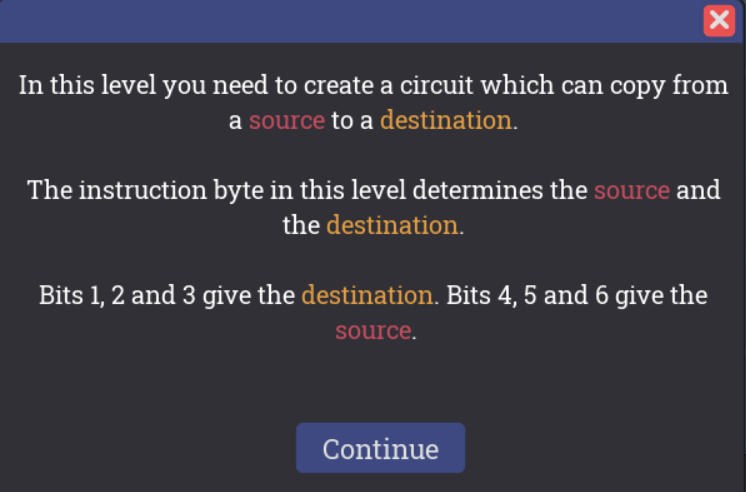 In this level you need to create a circuit which can copy from
a source to a destination.
The instruction byte in this level determines the source and
the destination.
Bits 1, 2 and 3 give the destination. Bits 4, 5 and 6 give the
source.
Continue